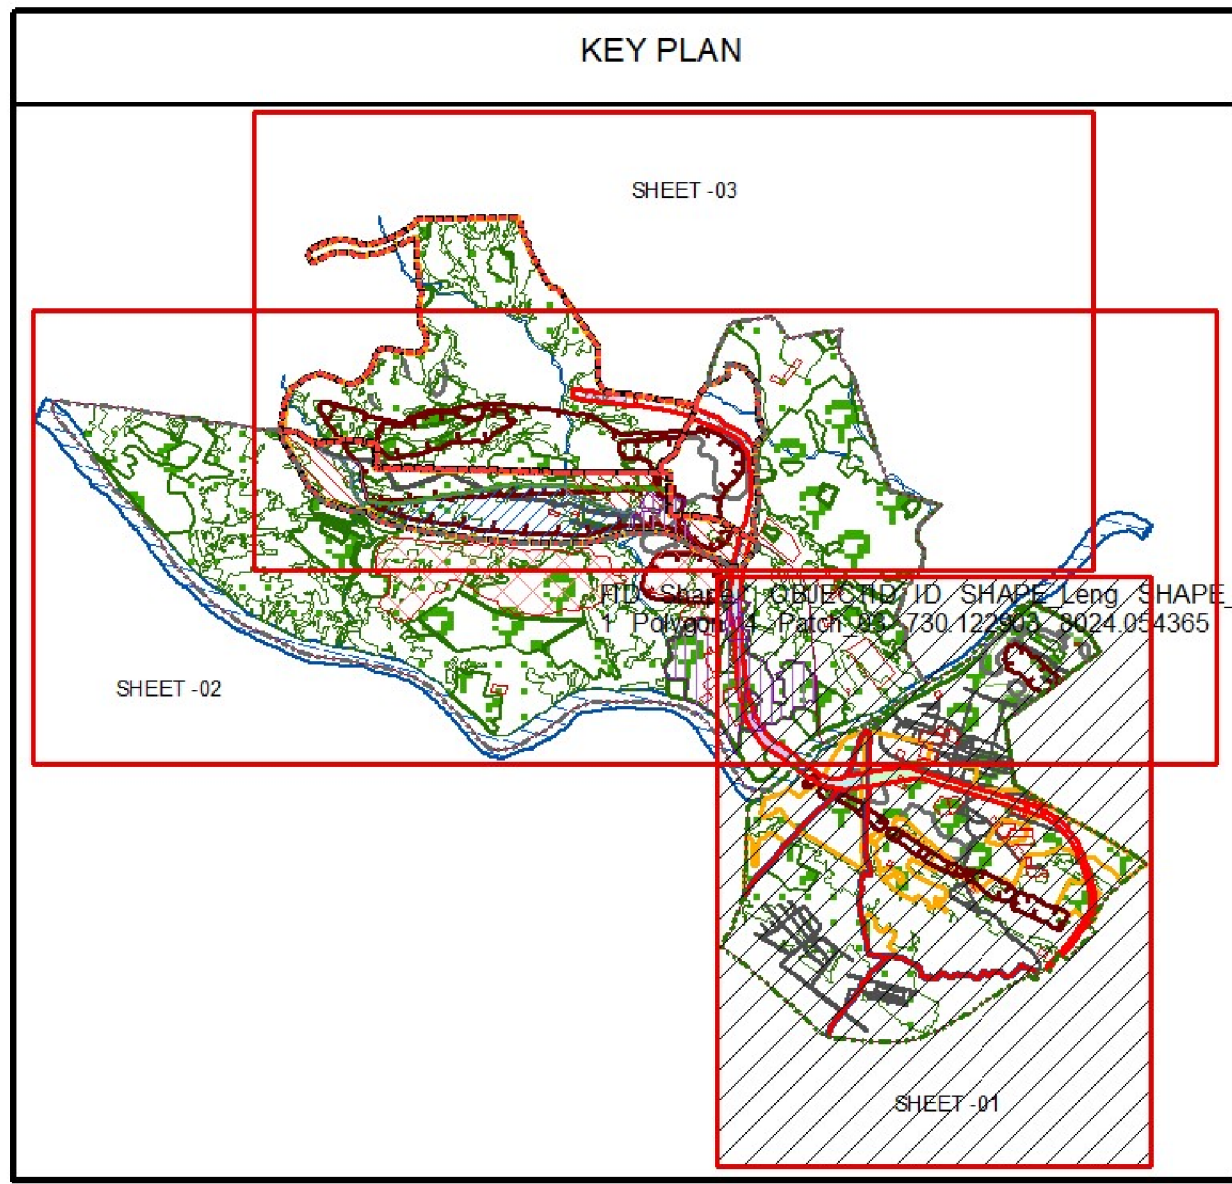 KEY PLAN
SHEET -03
FID Shape * OBJECTID ID SHAPE_Leng SHAPE_
1 Polygon 4 730.122903 8024.054365
SHEET -02
SHEET -01